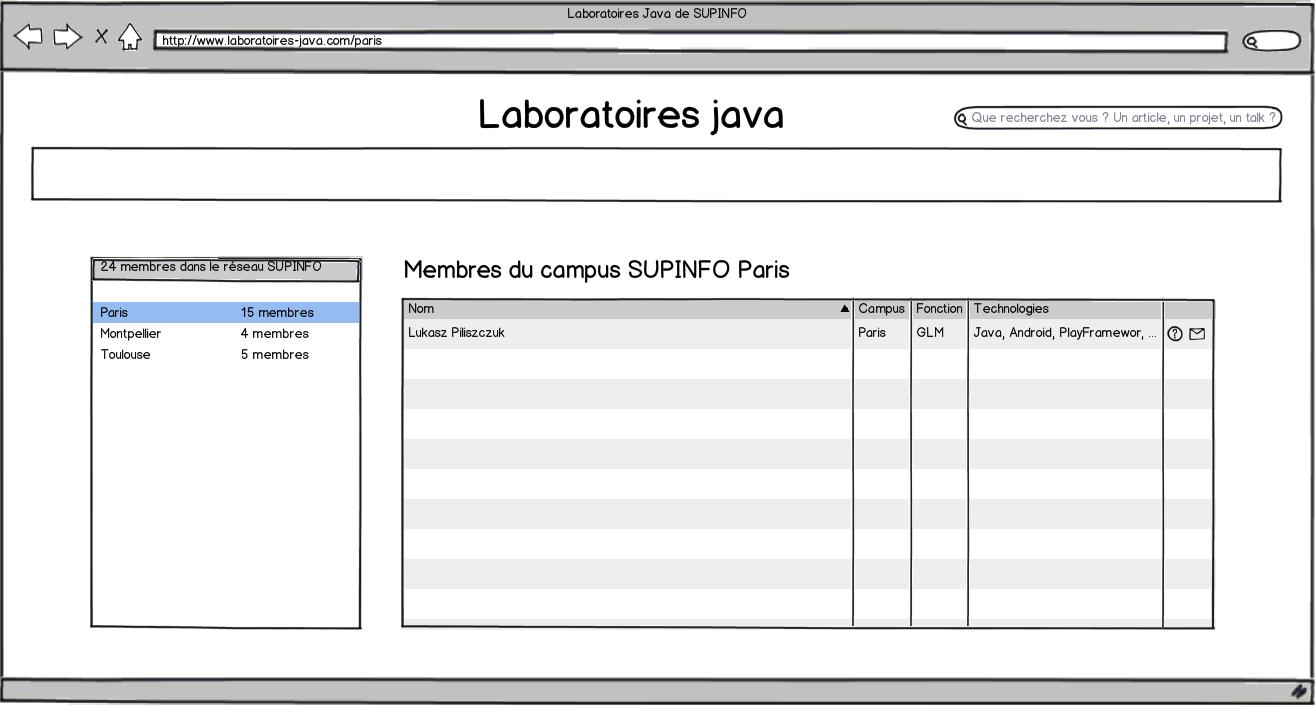 Laboratoires Java de SUPINFO
http://www.laboratoires-java.com/paris
Laboratoires java
Que recherchez vous ? Un article, un projet, un talk ?
24 membres dans le réseau SUPINFO
Paris 15 membres
Montpellier 4 membres
Toulouse 5 membres
Membres du campus SUPINFO Paris
Nom Campus Fonction Technologies
Lukasz Piliszczuk Paris GLM Java, Android, PlayFramewor, ...